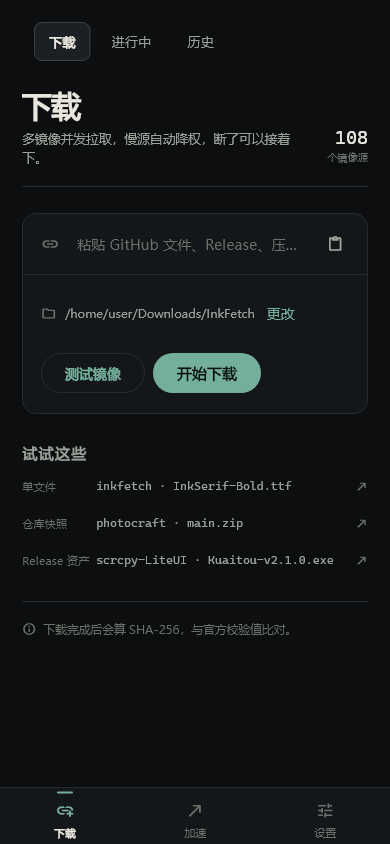 下载 进行中 历史
下载
多镜像并发拉取，慢源自动降权，断了可以接着
下。
108
个镜像源
粘贴 GitHub 文件、Release、压…
/home/user/Downloads/InkFetch 更改
测试镜像 开始下载
试试这些
单文件 inkfetch · InkSerif-Bold.ttf
仓库快照 photocraft · main.zip
Release 资产 scrcpy-LiteUI · Kuaitou-v2.1.0.exe
下载完成后会算 SHA-256，与官方校验值比对。
下载 加速 设置